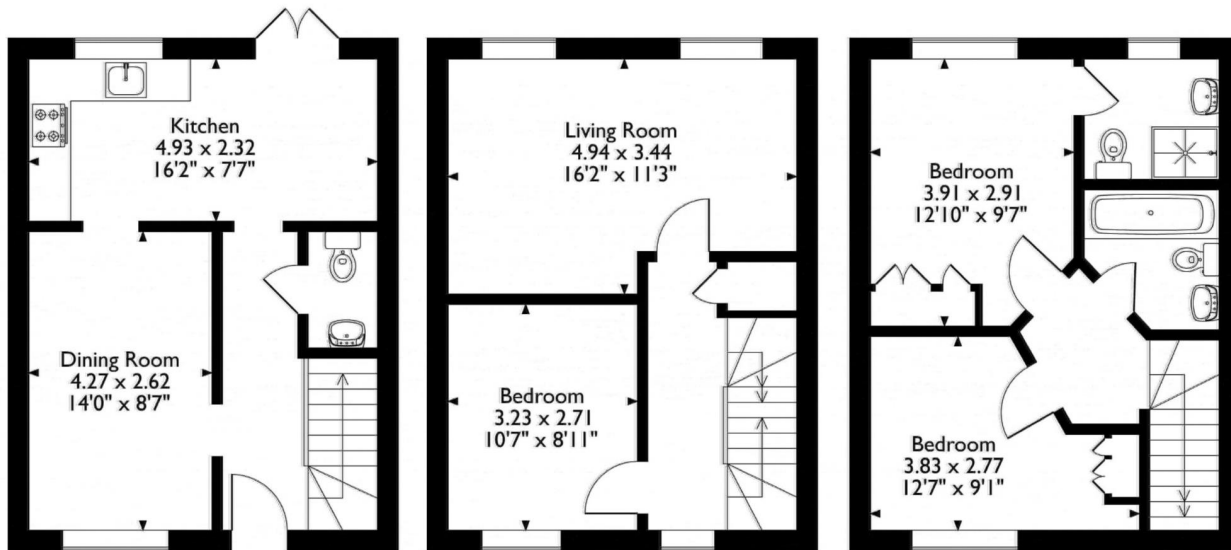 Kitchen
4.93 x 2.32
16'2" x 7'7"
Dining Room
4.27 x 2.62
14'0" x 8'7"
Living Room
4.94 x 3.44
16'2" x 11'3"
Bedroom
3.23 x 2.71
10'7" x 8'11"
Bedroom
3.91 x 2.91
12'10" x 9'7"
Bedroom
3.83 x 2.77
12'7" x 9'1"